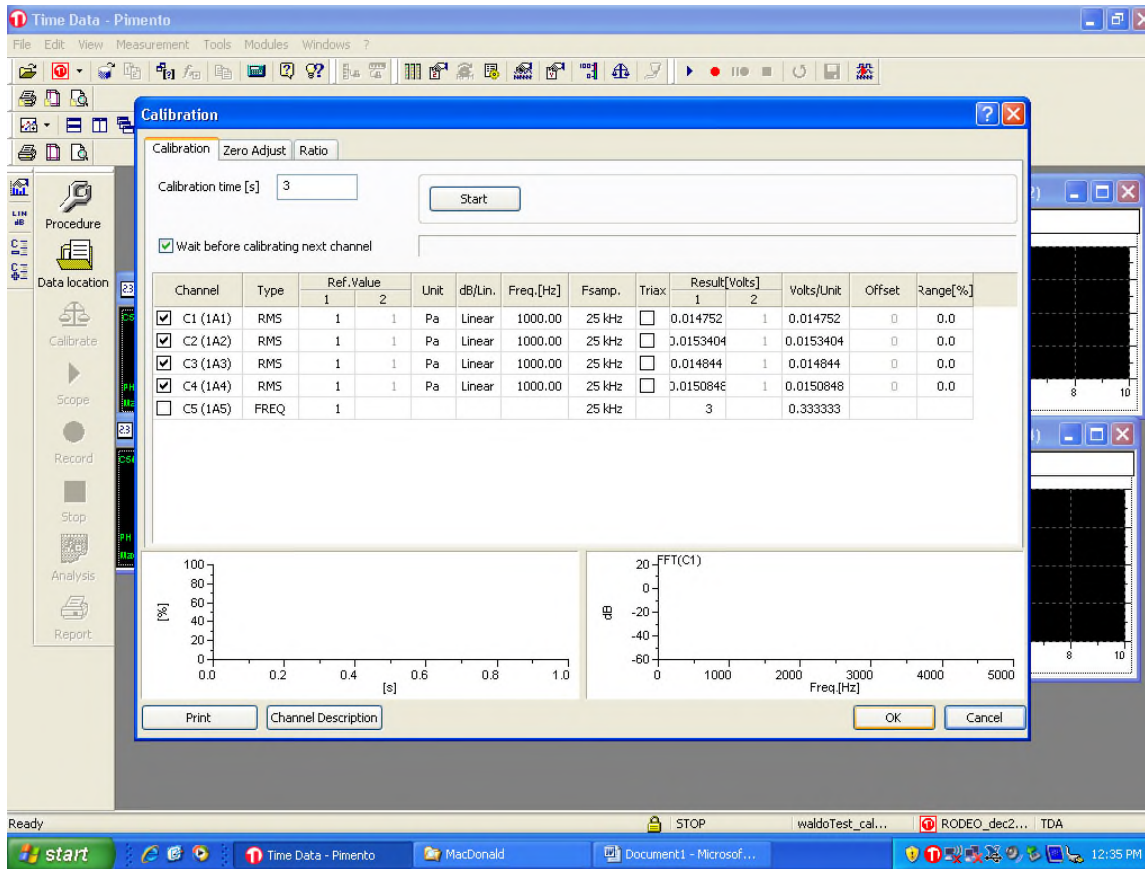 Time Data - Pimento
File Edit View Measurement Tools Modules Windows ?
Calibration
Calibration Zero Adjust Ratio
Calibration time [s] 3
Start
Wait before calibrating next channel
Channel Type Ref.Value Unit dB/Lin. Freq.[Hz] Fsamp. Triax Result[Volts] Volts/Unit Offset Range[%]
1 2 1 2
C1 (1A1) RMS 1 1 Pa Linear 1000.00 25 kHz 0.014752 1 0.014752 0 0.0
C2 (1A2) RMS 1 1 Pa Linear 1000.00 25 kHz 0.0153404 1 0.0153404 0 0.0
C3 (1A3) RMS 1 1 Pa Linear 1000.00 25 kHz 0.014844 1 0.014844 0 0.0
C4 (1A4) RMS 1 1 Pa Linear 1000.00 25 kHz 0.0150848 1 0.0150848 0 0.0
C5 (1A5) FREQ 1 25 kHz 3 0.333333
Procedure
Data location
Calibrate
Scope
Record
Stop
Analysis
Report
LIN
dB
100
80
60
40
20
0
[%]
0.0 0.2 0.4 0.6 0.8 1.0
[s]
FFT(C1)
20
0
-20
-40
-60
dB
0 1000 2000 3000 4000 5000
Freq.[Hz]
8 10
8 10
Print Channel Description OK Cancel
Ready STOP waldoTest_cal... RODEO_dec2... TDA
start Time Data - Pimento MacDonald Document1 - Microsof... 12:35 PM